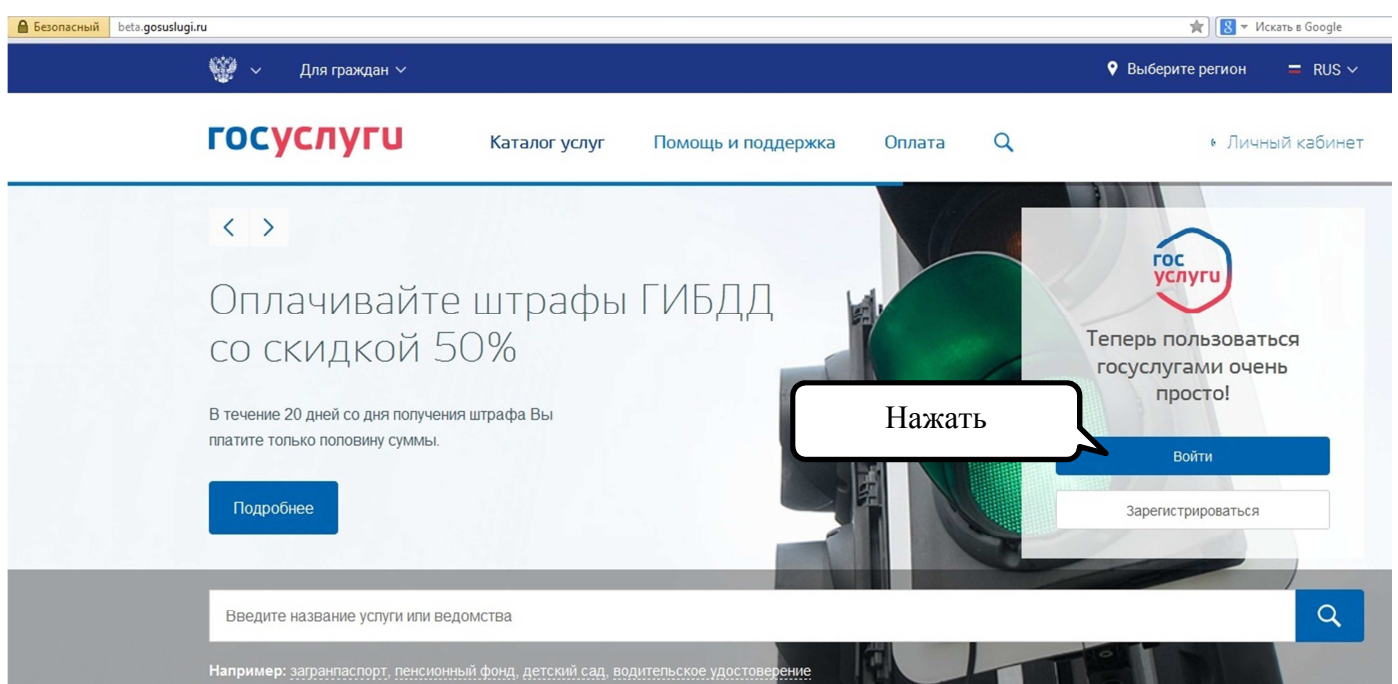 Безопасный beta.gosuslugi.ru Искать в Google
Для граждан Выберите регион RUS
госуслуги Каталог услуг Помощь и поддержка Оплата Личный кабинет
Оплачивайте штрафы ГИБДД
со скидкой 50%
В течение 20 дней со дня получения штрафа Вы
платите только половину суммы.
Подробнее
гос
услуги
Теперь пользоваться
госуслугами очень
просто!
Нажать
Войти
Зарегистрироваться
Введите название услуги или ведомства
Например: загранпаспорт, пенсионный фонд, детский сад, водительское удостоверение